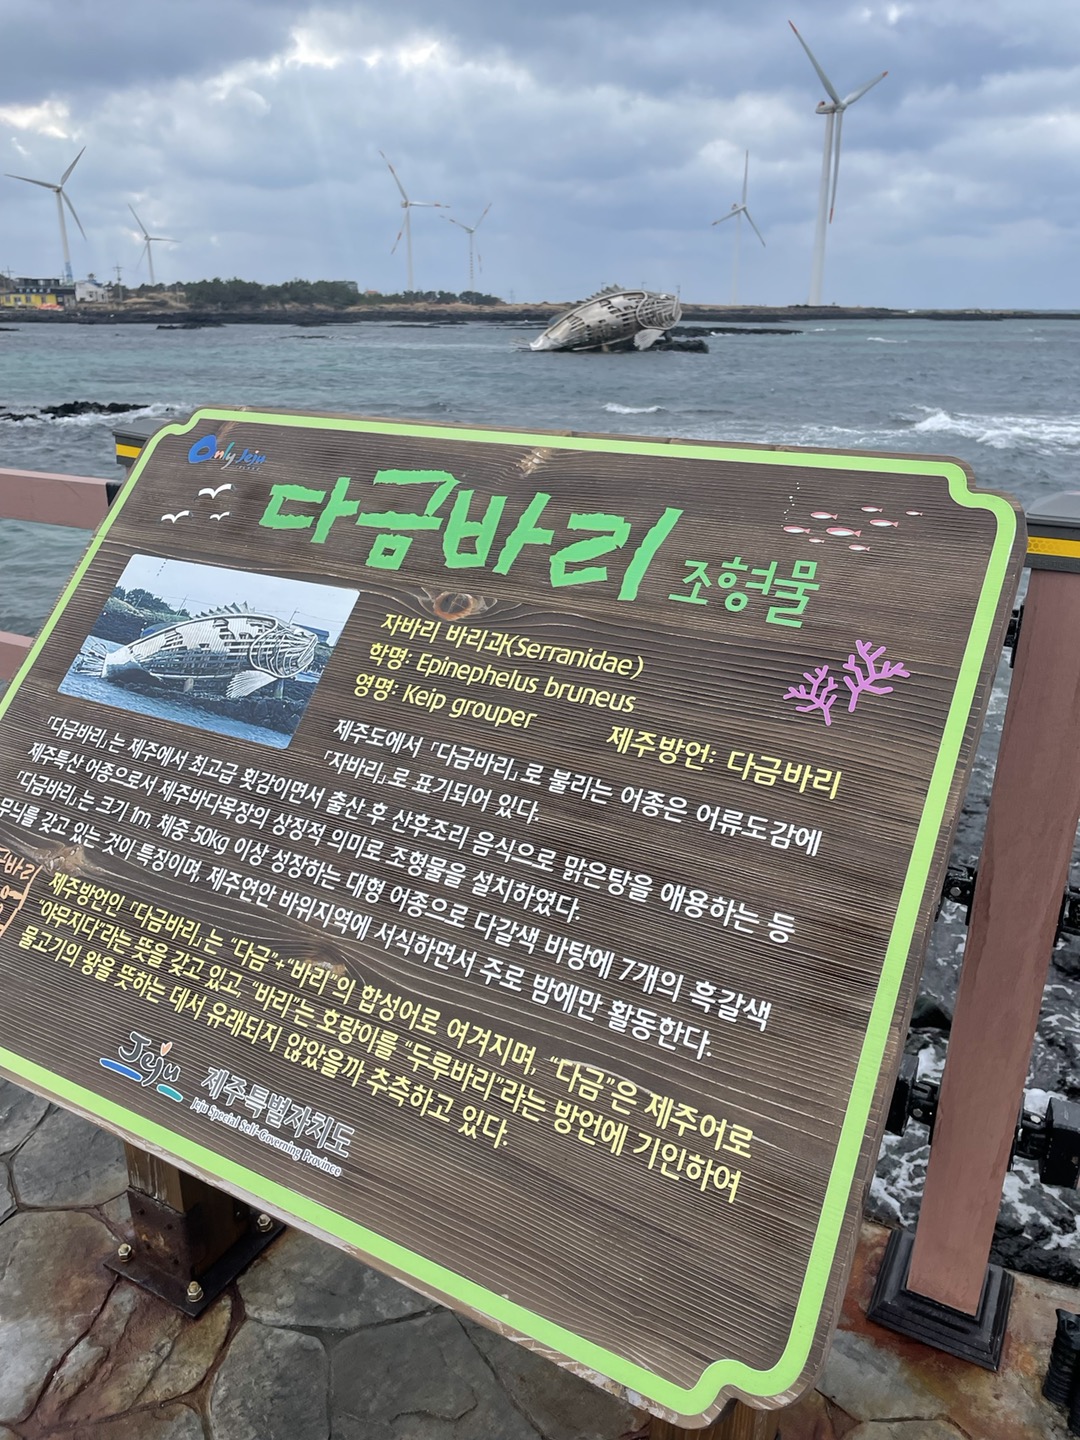 Only Jeju
다금바리 조형물
자바리 바리과(Serranidae)
학명: Epinephelus bruneus
영명: Keip grouper
제주방언: 다금바리
제주도에서 「다금바리」로 불리는 어종은 어류도감에
「자바리」로 표기되어 있다.
「다금바리」는 제주에서 최고급 횟감이면서 출산 후 산후조리 음식으로 맑은탕을 애용하는 등
제주특산 어종으로서 제주바다목장의 상장적 의미로 조형물을 설치하였다.
「다금바리」는 크기 1m, 체중 50kg 이상 성장하는 대형 어종으로 다갈색 바탕에 7개의 흑갈색
무늬를 갖고 있는 것이 특징이며, 제주연안 바위지역에 서식하면서 주로 밤에만 활동한다.
제주방언인 「다금바리」는 "다금"+"바리"의 합성어로 여겨지며, "다금"은 제주어로
"야무지다"라는 뜻을 갖고 있고, "바리"는 호랑이를 "두루바리"라는 방언에 기인하여
물고기의 왕을 뜻하는 데서 유래되지 않았을까 추측하고 있다.
Jeju 제주특별자치도
Jeju Special Self-Governing Province